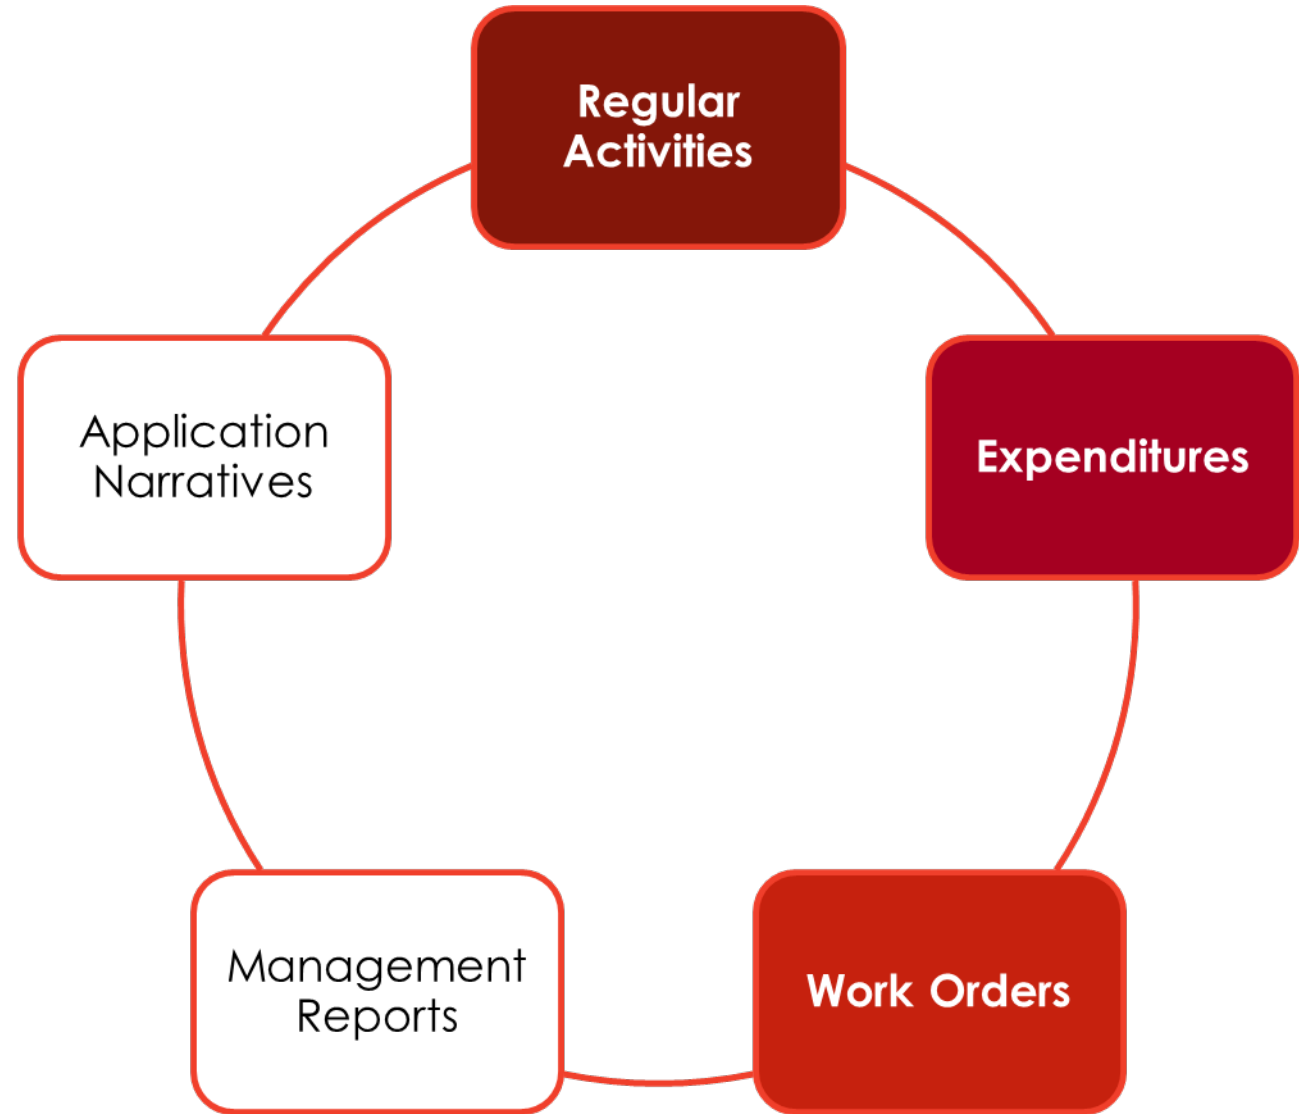 Regular
Activities
Expenditures
Work Orders
Management
Reports
Application
Narratives